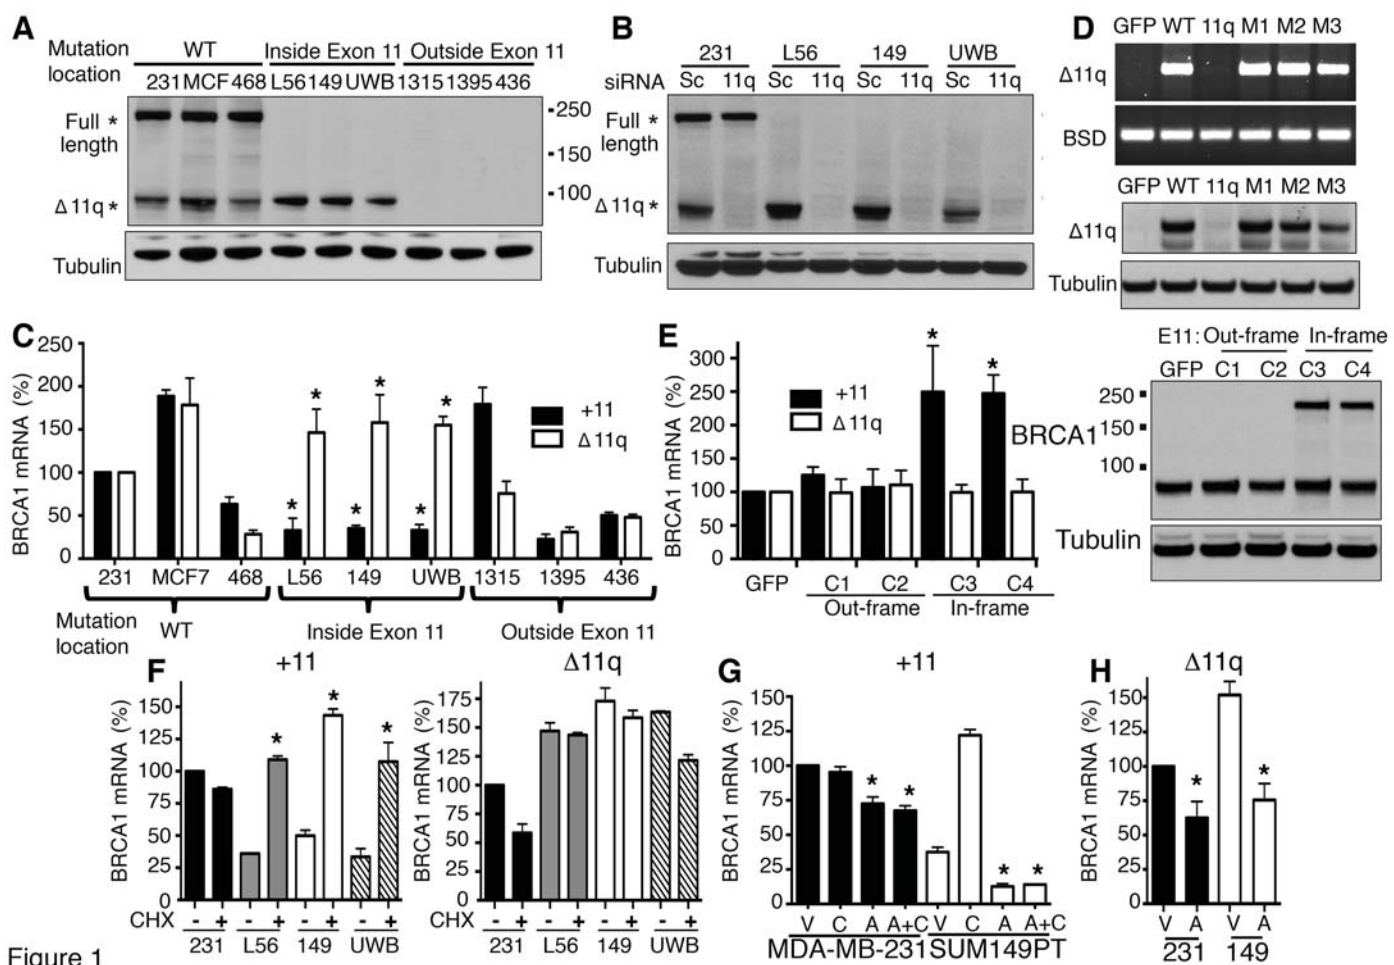 A
Mutation location
WT
Inside Exon 11
Outside Exon 11
231 MCF 468 L56 149 UWB 1315 1395 436
Full * length
Δ 11q *
Tubulin
-250
-150
-100
B
231 L56 149 UWB
siRNA Sc 11q Sc 11q Sc 11q Sc 11q
Full * length
Δ 11q *
Tubulin
D
GFP WT 11q M1 M2 M3
Δ11q
BSD
GFP WT 11q M1 M2 M3
Δ11q
Tubulin
C
BRCA1 mRNA (%)
250
200
150
100
50
0
+11
Δ 11q
* * * * * *
231 MCF7 468 L56 149 UWB 1315 1395 436
Mutation location
WT
Inside Exon 11
Outside Exon 11
E
BRCA1 mRNA (%)
300
250
200
150
100
50
0
+11
Δ 11q
* *
GFP C1 C2 C3 C4
Out-frame In-frame
E11: Out-frame In-frame
GFP C1 C2 C3 C4
BRCA1
250
150
100
Tubulin
F
+11
BRCA1 mRNA (%)
150
125
100
75
50
25
0
* * *
CHX - + - + - + - +
231 L56 149 UWB
Δ11q
BRCA1 mRNA (%)
175
150
125
100
75
50
25
0
CHX - + - + - + - +
231 L56 149 UWB
G
+11
BRCA1 mRNA (%)
150
125
100
75
50
25
0
* * * *
V C A A+C V C A A+C
MDA-MB-231 SUM149PT
H
Δ11q
BRCA1 mRNA (%)
150
125
100
75
50
25
0
* *
V A V A
231 149
Figure 1